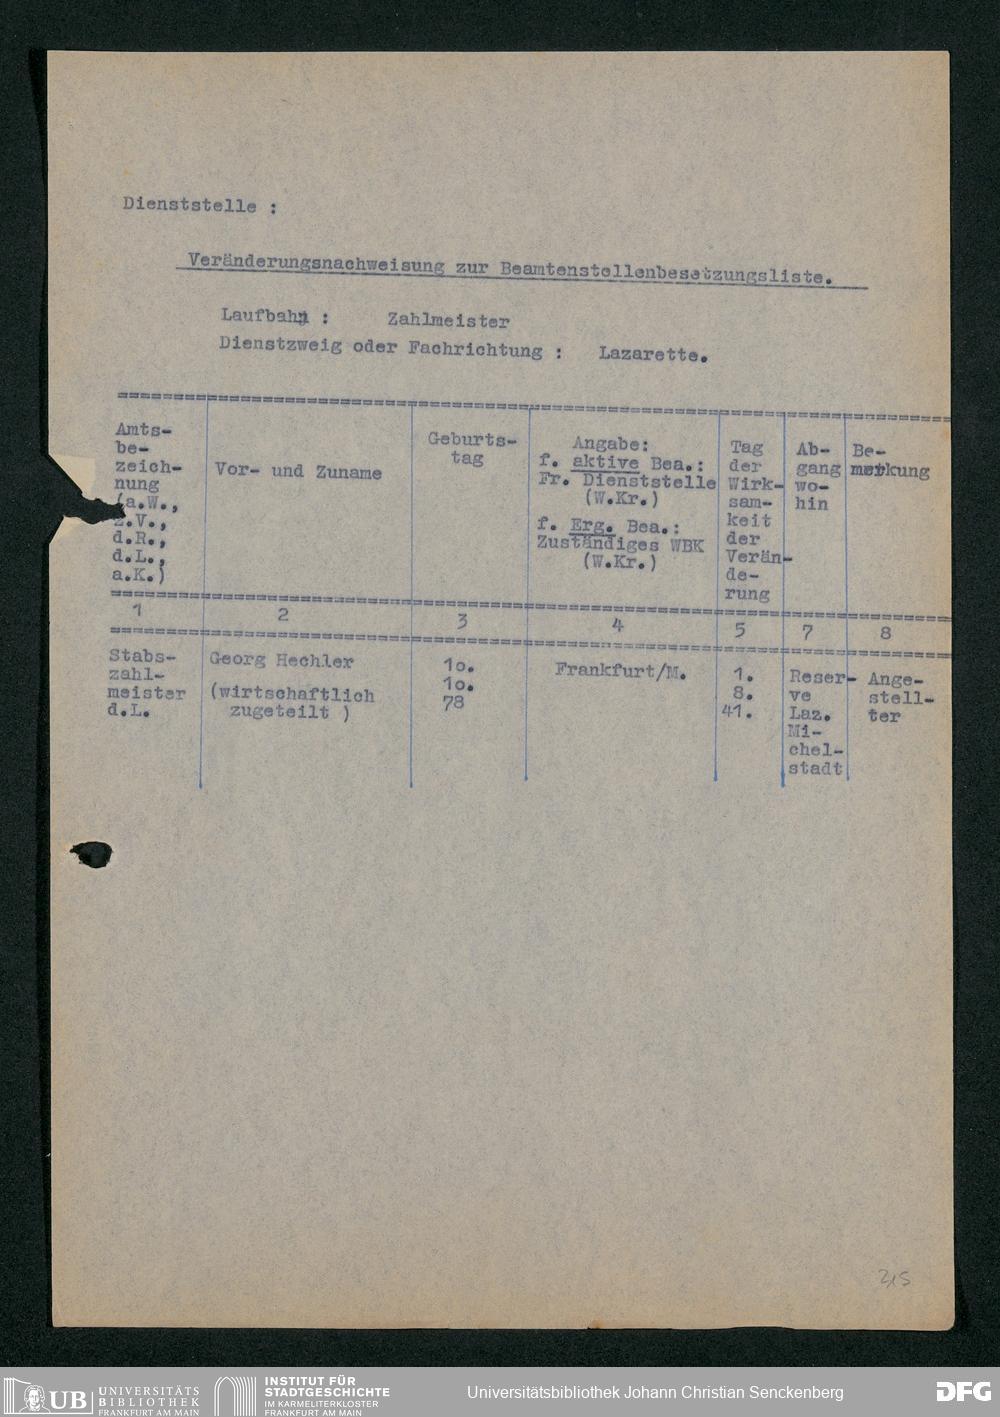 Dienststelle :
Veränderungsnachweisung zur Beamtenstellenbesetzungsliste.
Laufbahn : Zahlmeister
Dienstzweig oder Fachrichtung : Lazarette.
Amts-
be-
zeich-
nung
(a.W.,
z.V.,
d.R.,
d.L.,
a.K.)
Vor- und Zuname
Geburts-
tag
Angabe:
f. aktive Bea.:
Fr. Dienststelle
(W.Kr.)
f. Erg. Bea.:
Zuständiges WBK
(W.Kr.)
Tag
der
Wirk-
sam-
keit
der
Verän-
de-
rung
Ab-
gang
wo-
hin
Be-
merkung
1 2 3 4 5 7 8
Stabs-
zahl-
meister
d.L.
Georg Hechler
(wirtschaftlich
zugeteilt )
1o.
1o.
78
Frankfurt/M.
1.
8.
41.
Reser-
ve
Laz.
Mi-
chel-
stadt
Ange-
stell-
ter
315
UB UNIVERSITÄTS
BIBLIOTHEK
FRANKFURT AM MAIN
INSTITUT FÜR
STADTGESCHICHTE
IM KARMELITERKLOSTER
FRANKFURT AM MAIN
Universitätsbibliothek Johann Christian Senckenberg
DFG